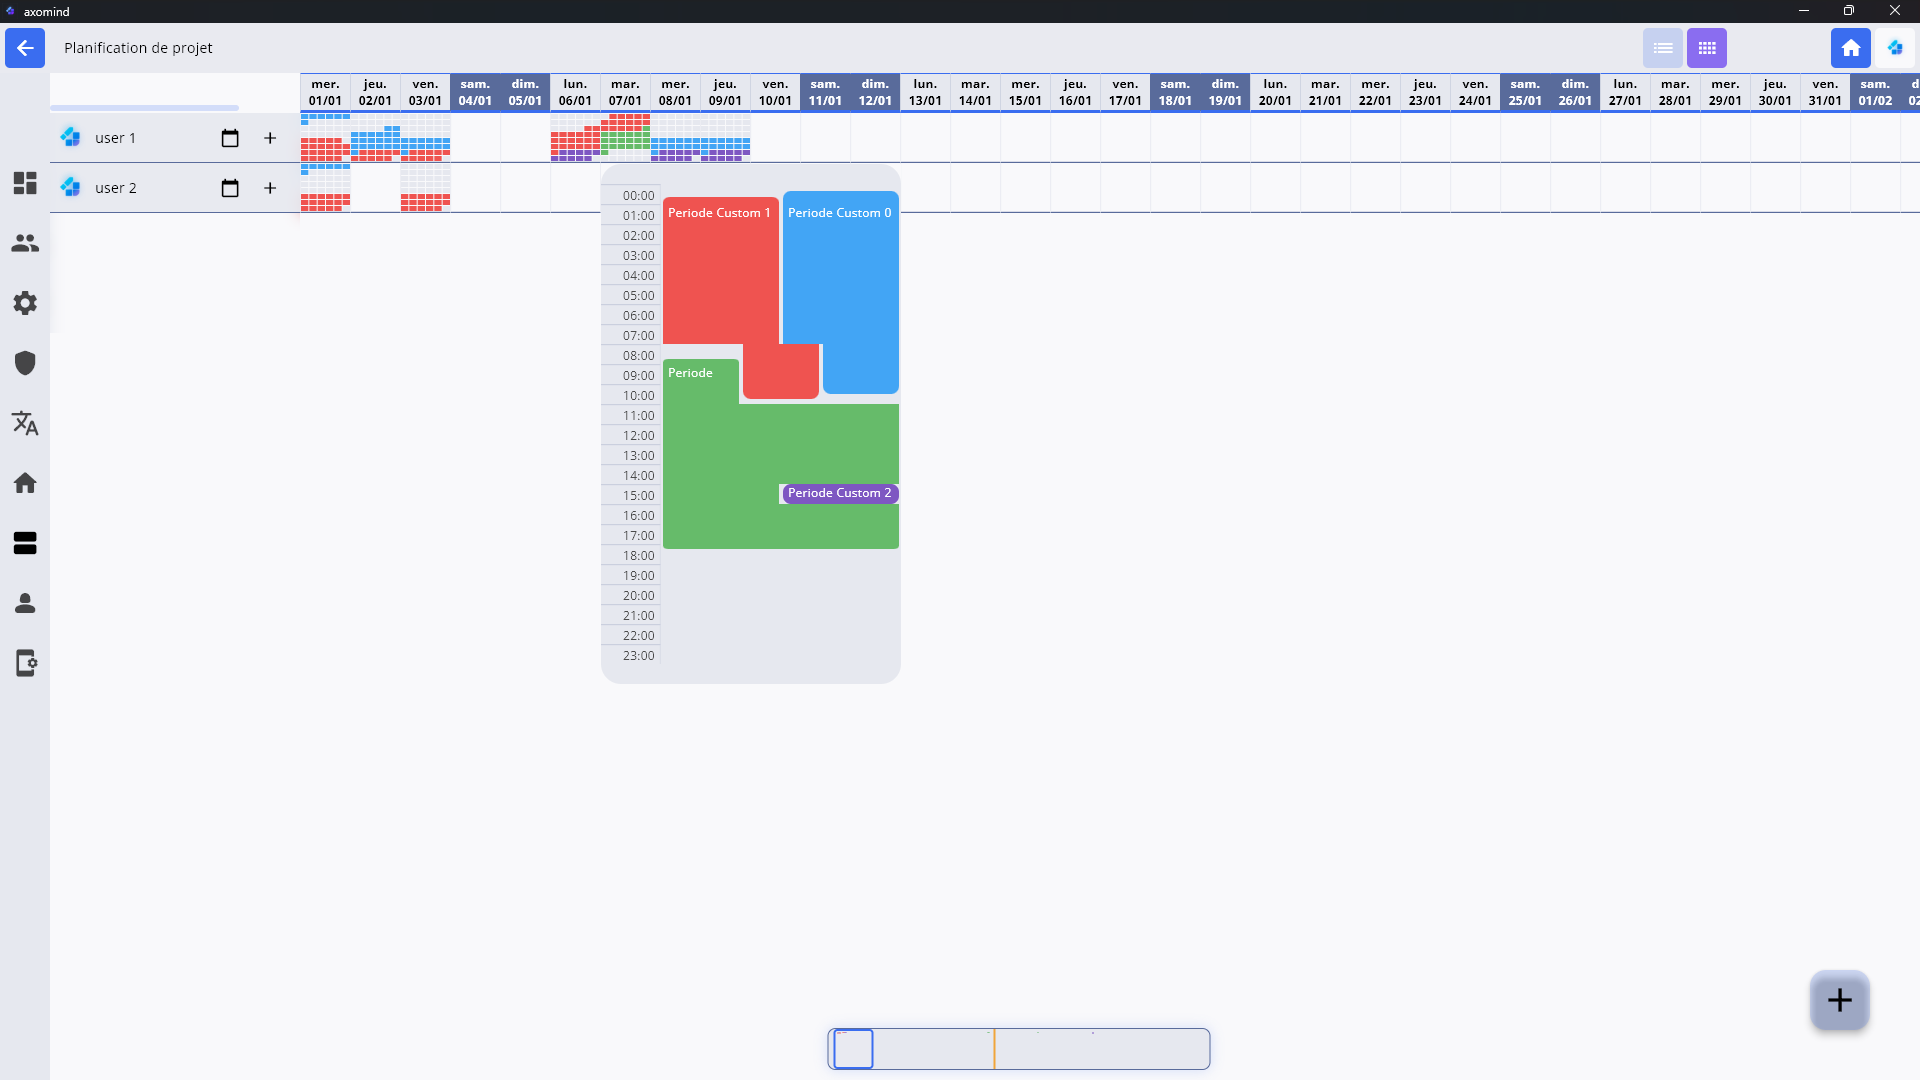 axomind
Planification de projet
mer. jeu. ven. sam. dim. lun. mar. mer. jeu. ven. sam. dim. lun. mar. mer. jeu. ven. sam. dim. lun. mar. mer. jeu. ven. sam. dim. lun. mar. mer. jeu. ven. sam. d
01/01 02/01 03/01 04/01 05/01 06/01 07/01 08/01 09/01 10/01 11/01 12/01 13/01 14/01 15/01 16/01 17/01 18/01 19/01 20/01 21/01 22/01 23/01 24/01 25/01 26/01 27/01 28/01 29/01 30/01 31/01 01/02 02
user 1
user 2
00:00
Periode Custom 1 Periode Custom 0
01:00
02:00
03:00
04:00
05:00
06:00
07:00
08:00
Periode
09:00
10:00
11:00
12:00
13:00
14:00
Periode Custom 2
15:00
16:00
17:00
18:00
19:00
20:00
21:00
22:00
23:00